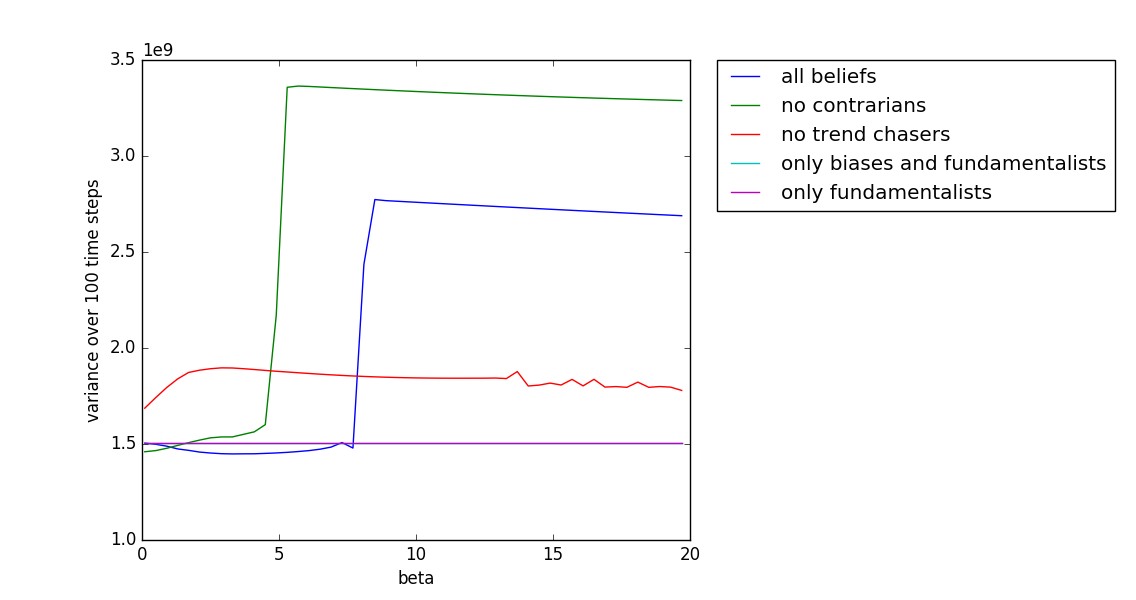 1e9
3.5
3.0
2.5
2.0
1.5
1.0
variance over 100 time steps
0
5
10
15
20
beta
all beliefs
no contrarians
no trend chasers
only biases and fundamentalists
only fundamentalists